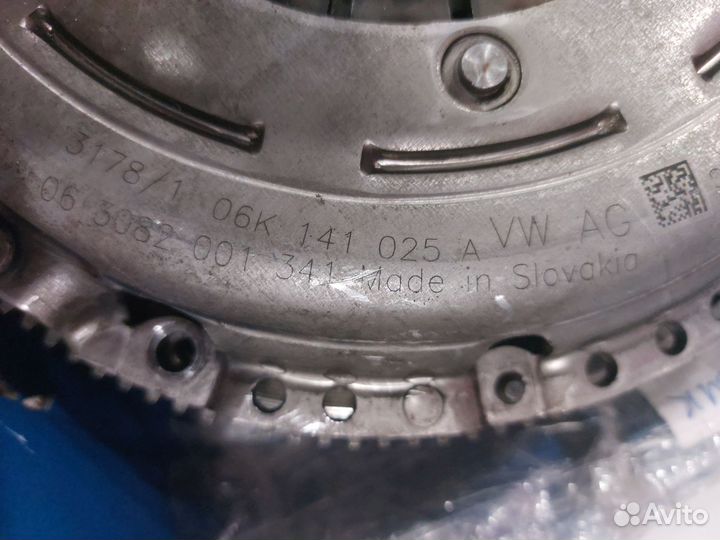 3178/1 06K 141 025 A VW AG
06 3082 001 341 Made in Slovakia
Avito